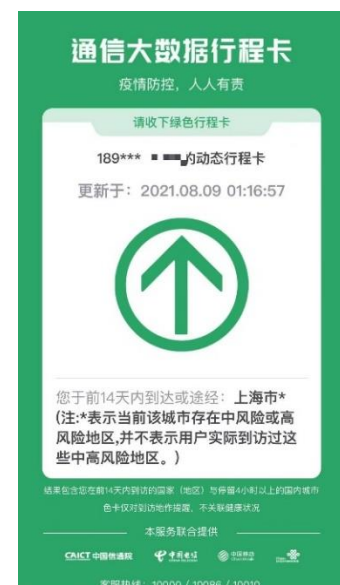 通信大数据行程卡
疫情防控，人人有责
请收下绿色行程卡
189*** 的动态行程卡
更新于：2021.08.09 01:16:57
您于前14天内到达或途经：上海市*
(注:*表示当前该城市存在中风险或高
风险地区,并不表示用户实际到访过这
些中高风险地区。)
结果包含您在前14天内到访的国家（地区）与停留4小时以上的国内城市
色卡仅对到访地作提醒，不关联健康状况
本服务联合提供
CAICT 中国信通院 中国电信 中国移动
客服热线：10000 / 10086 / 10010